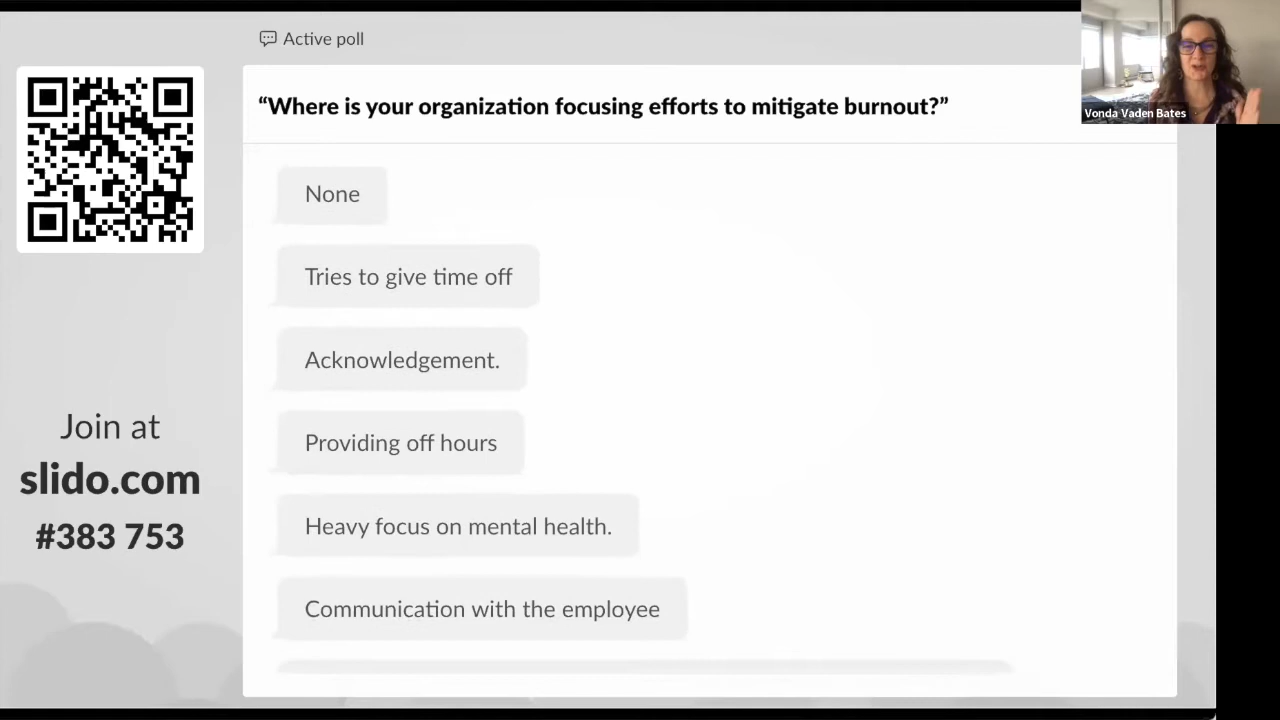 Active poll
“Where is your organization focusing efforts to mitigate burnout?”
Vonda Vaden Bates
None
Tries to give time off
Acknowledgement.
Providing off hours
Heavy focus on mental health.
Communication with the employee
Join at
slido.com
#383 753